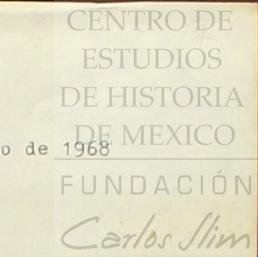 CENTRO DE
ESTUDIOS
DE HISTORIA
DE MEXICO
o de 1968
FUNDACIÓN
Carlos Slim